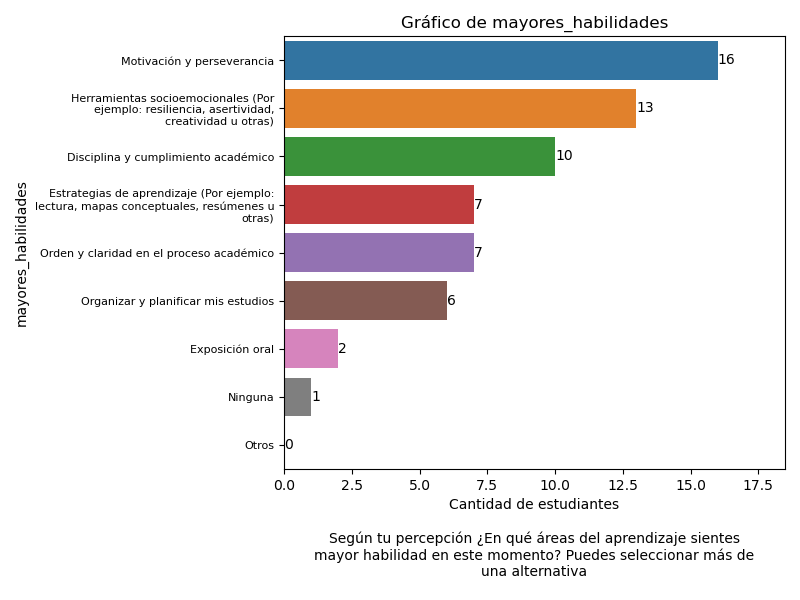 Gráfico de mayores_habilidades
mayores_habilidades
Motivación y perseverancia
16
Herramientas socioemocionales (Por
ejemplo: resiliencia, asertividad,
creatividad u otras)
13
Disciplina y cumplimiento académico
10
Estrategias de aprendizaje (Por ejemplo:
lectura, mapas conceptuales, resúmenes u
otras)
7
Orden y claridad en el proceso académico
7
Organizar y planificar mis estudios
6
Exposición oral
2
Ninguna
1
Otros
0
0.0 2.5 5.0 7.5 10.0 12.5 15.0 17.5
Cantidad de estudiantes
Según tu percepción ¿En qué áreas del aprendizaje sientes
mayor habilidad en este momento? Puedes seleccionar más de
una alternativa